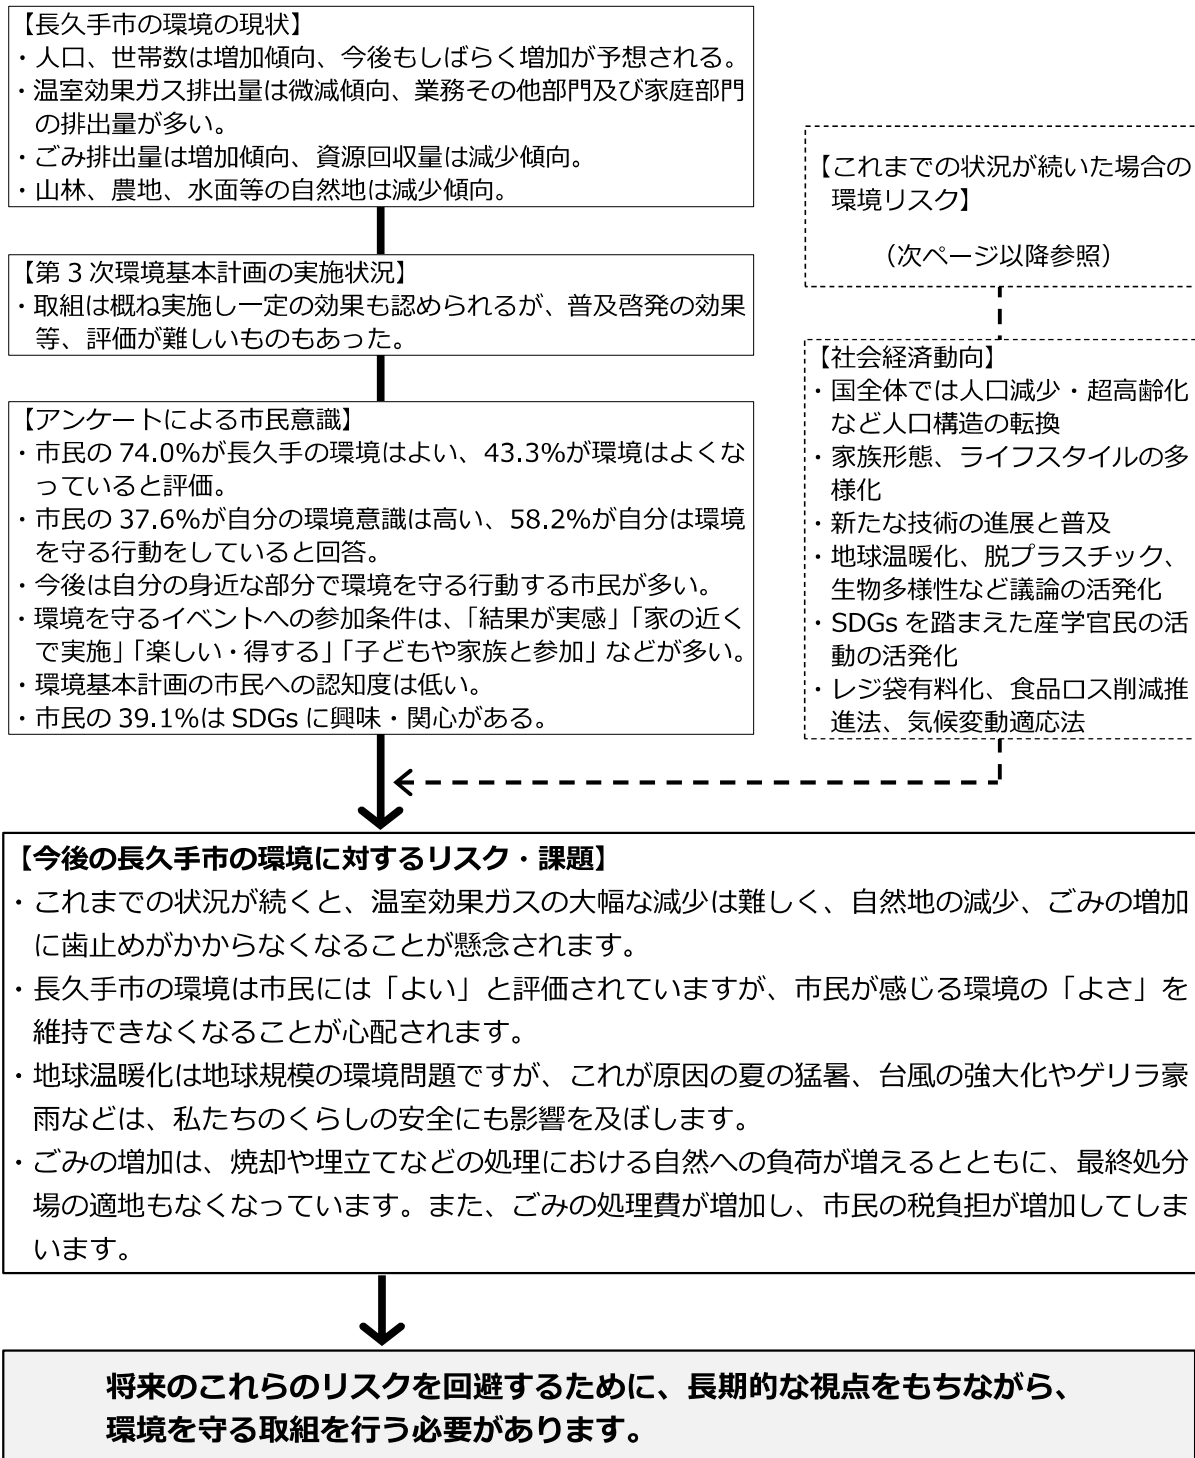 【長久手市の環境の現状】
・人口、世帯数は増加傾向、今後もしばらく増加が予想される。
・温室効果ガス排出量は微減傾向、業務その他部門及び家庭部門
の排出量が多い。
・ごみ排出量は増加傾向、資源回収量は減少傾向。
・山林、農地、水面等の自然地は減少傾向。
【第３次環境基本計画の実施状況】
・取組は概ね実施し一定の効果も認められるが、普及啓発の効果
等、評価が難しいものもあった。
【アンケートによる市民意識】
・市民の 74.0%が長久手の環境はよい、43.3%が環境はよくな
っていると評価。
・市民の 37.6%が自分の環境意識は高い、58.2%が自分は環境
を守る行動をしていると回答。
・今後は自分の身近な部分で環境を守る行動する市民が多い。
・環境を守るイベントへの参加条件は、「結果が実感」「家の近く
で実施」「楽しい・得する」「子どもや家族と参加」などが多い。
・環境基本計画の市民への認知度は低い。
・市民の 39.1%は SDGs に興味・関心がある。
【これまでの状況が続いた場合の
環境リスク】
（次ページ以降参照）
【社会経済動向】
・国全体では人口減少・超高齢化
など人口構造の転換
・家族形態、ライフスタイルの多
様化
・新たな技術の進展と普及
・地球温暖化、脱プラスチック、
生物多様性など議論の活発化
・SDGs を踏まえた産学官民の活
動の活発化
・レジ袋有料化、食品ロス削減推
進法、気候変動適応法
【今後の長久手市の環境に対するリスク・課題】
・これまでの状況が続くと、温室効果ガスの大幅な減少は難しく、自然地の減少、ごみの増加
に歯止めがかからなくなることが懸念されます。
・長久手市の環境は市民には「よい」と評価されていますが、市民が感じる環境の「よさ」を
維持できなくなることが心配されます。
・地球温暖化は地球規模の環境問題ですが、これが原因の夏の猛暑、台風の強大化やゲリラ豪
雨などは、私たちのくらしの安全にも影響を及ぼします。
・ごみの増加は、焼却や埋立てなどの処理における自然への負荷が増えるとともに、最終処分
場の適地もなくなっています。また、ごみの処理費が増加し、市民の税負担が増加してしま
います。
将来のこれらのリスクを回避するために、長期的な視点をもちながら、
環境を守る取組を行う必要があります。